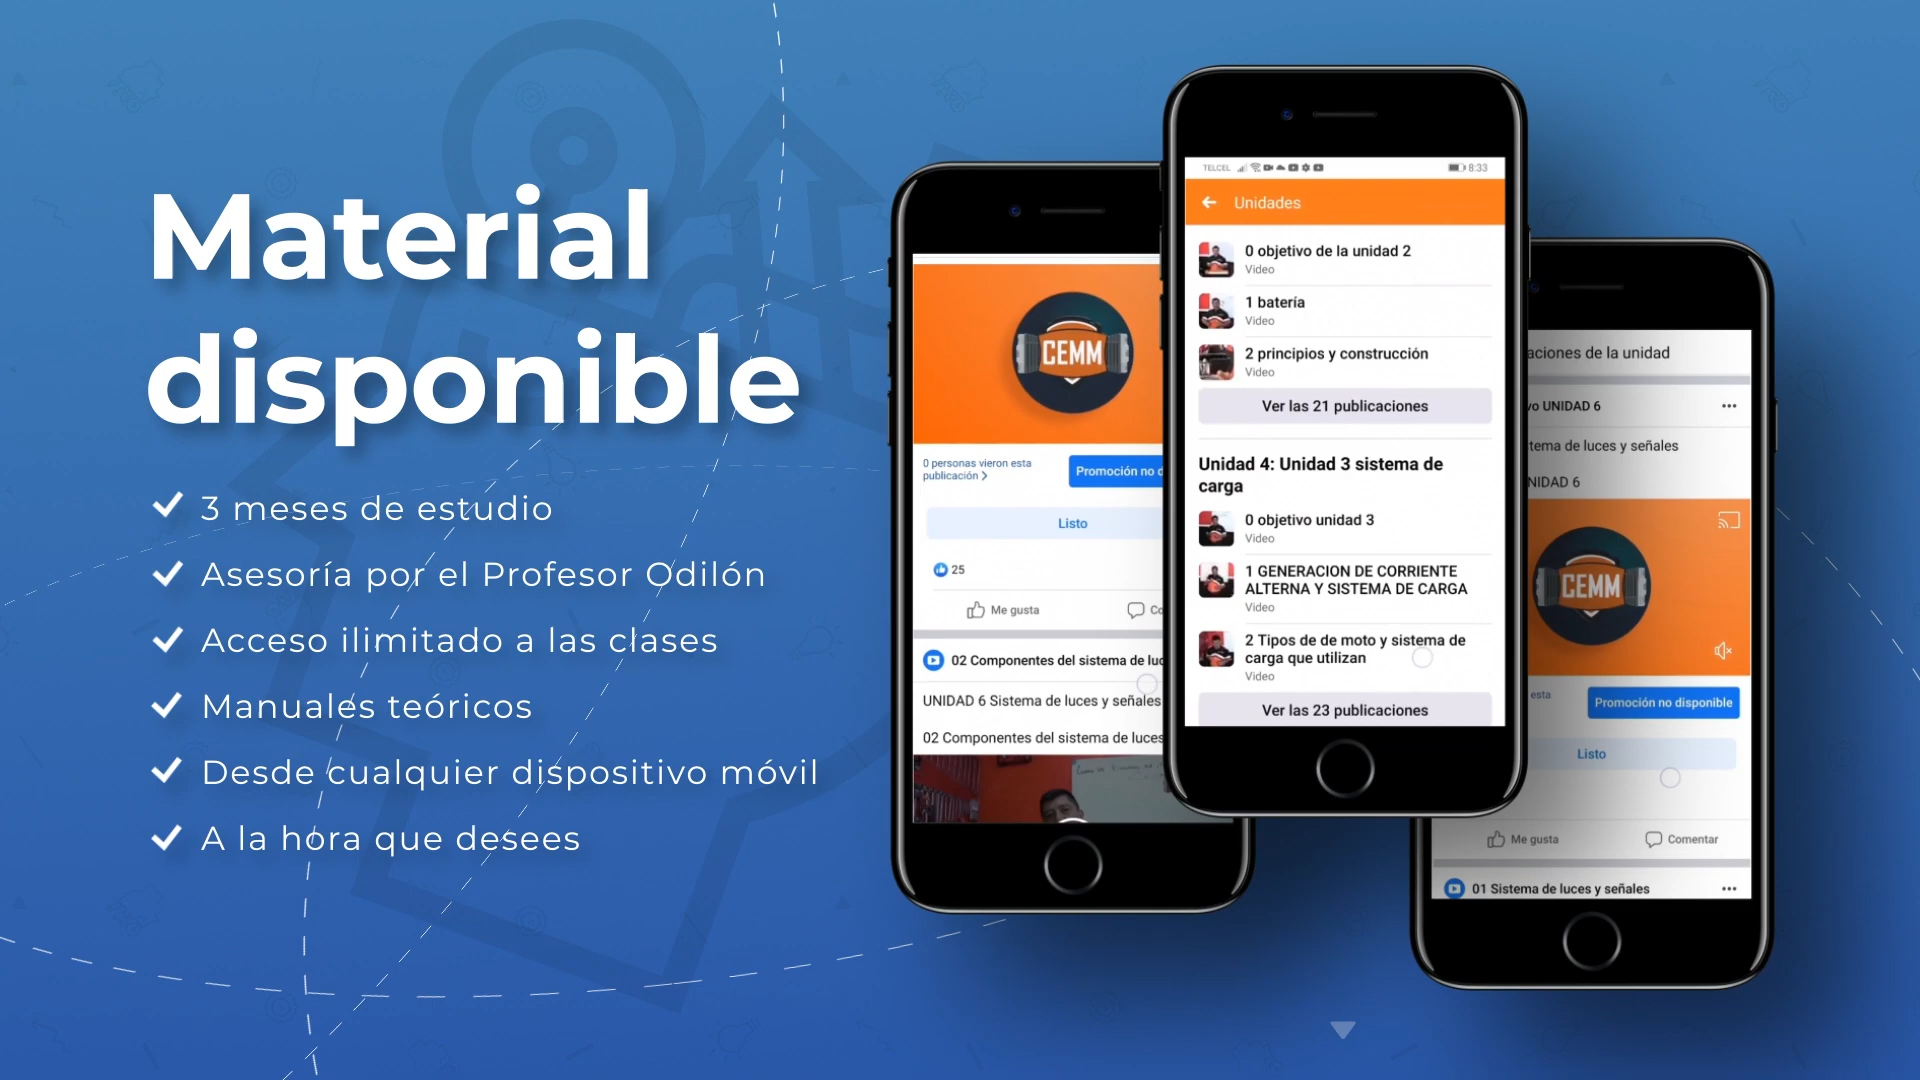 Material
disponible
3 meses de estudio
Asesoría por el Profesor Odilón
Acceso ilimitado a las clases
Manuales teóricos
Desde cualquier dispositivo móvil
A la hora que desees
CEMM
0 personas vieron esta
publicación
Promoción no d
Listo
25
Me gusta
Co
02 Componentes del sistema de luc
UNIDAD 6 Sistema de luces y señales
02 Componentes del sistema de luces
TELCEL 8:33
Unidades
0 objetivo de la unidad 2
Video
1 batería
Video
2 principios y construcción
Video
Ver las 21 publicaciones
Unidad 4: Unidad 3 sistema de
carga
0 objetivo unidad 3
Video
1 GENERACION DE CORRIENTE
ALTERNA Y SISTEMA DE CARGA
Video
2 Tipos de de moto y sistema de
carga que utilizan
Video
Ver las 23 publicaciones
aciones de la unidad
vo UNIDAD 6
tema de luces y señales
NIDAD 6
CEMM
esta
Promoción no disponible
Listo
Me gusta
Comentar
01 Sistema de luces y señales